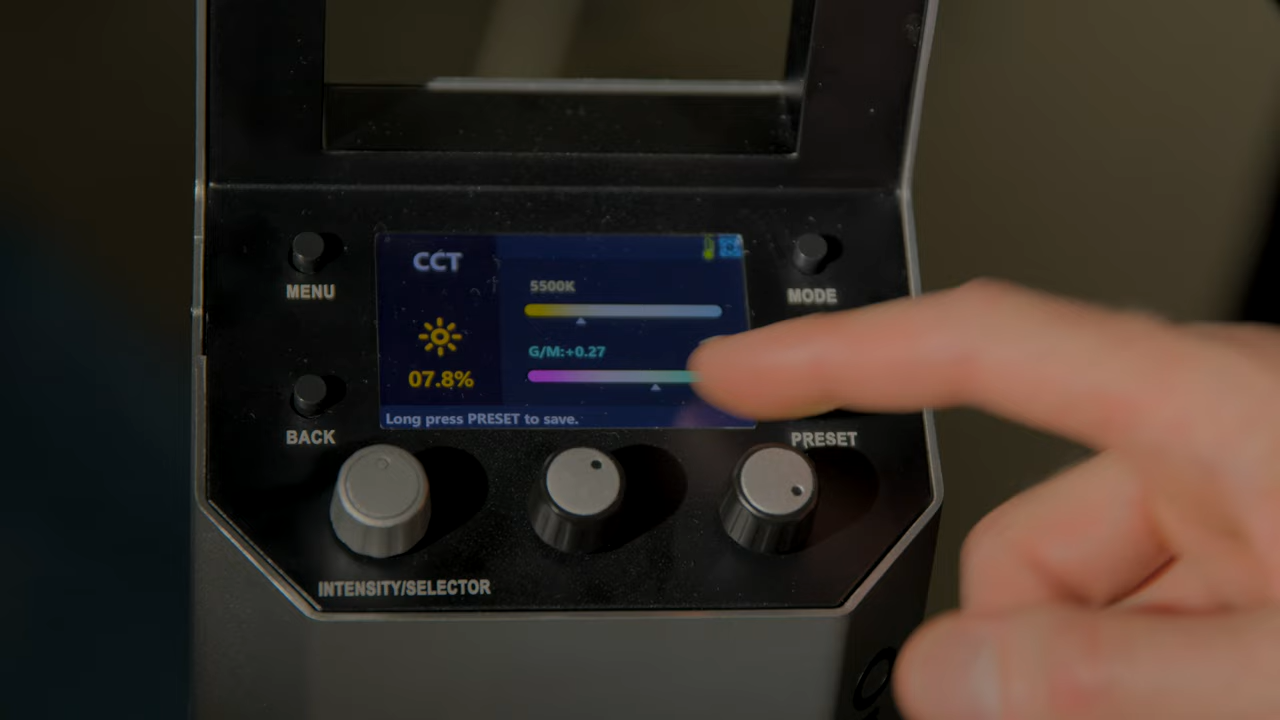 MENU
MODE
CCT
5500K
G/M:+0.27
07.8%
Long press PRESET to save.
BACK
PRESET
INTENSITY/SELECTOR